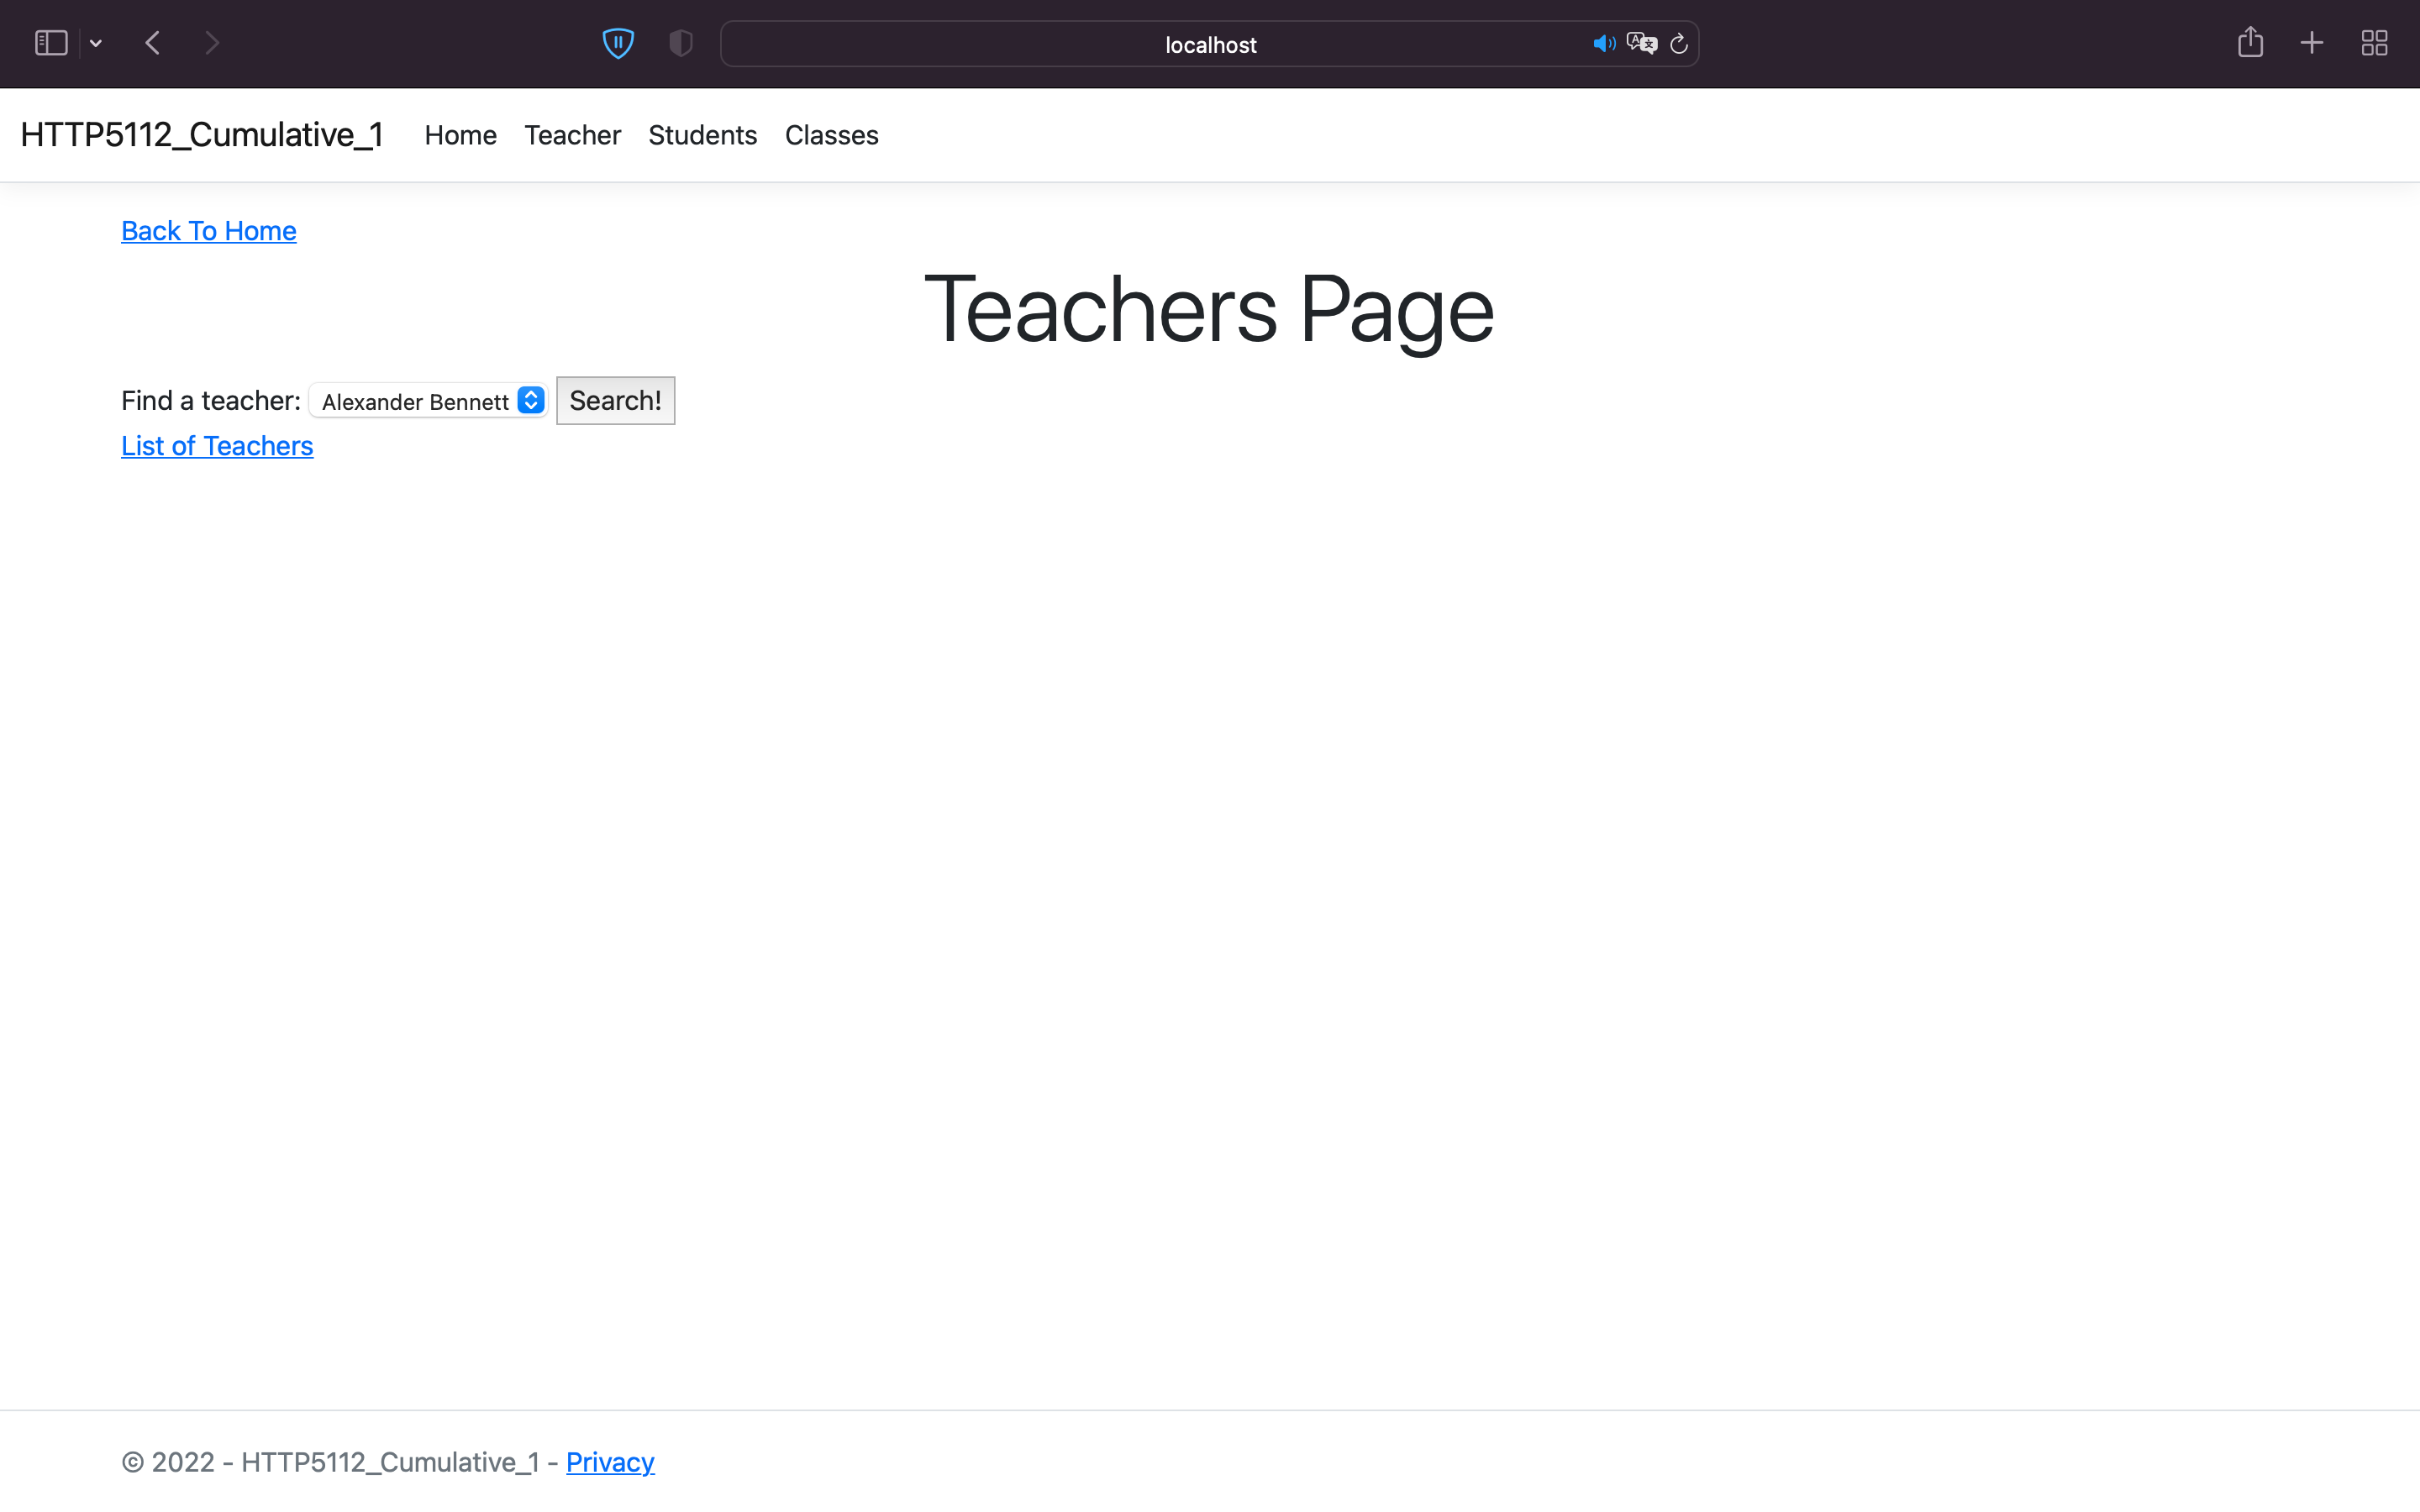 localhost
HTTP5112_Cumulative_1 Home Teacher Students Classes
Back To Home
Teachers Page
Find a teacher: Alexander Bennett Search!
List of Teachers
© 2022 - HTTP5112_Cumulative_1 - Privacy